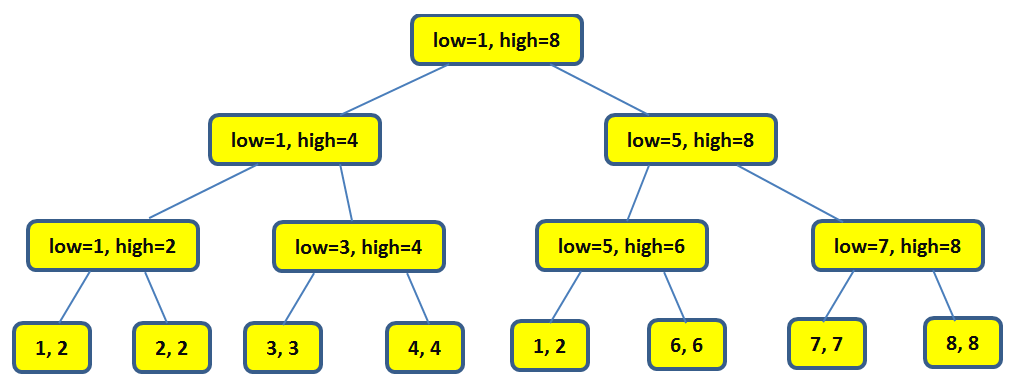 low=1, high=8
low=1, high=4
low=5, high=8
low=1, high=2
low=3, high=4
low=5, high=6
low=7, high=8
1, 2
2, 2
3, 3
4, 4
1, 2
6, 6
7, 7
8, 8